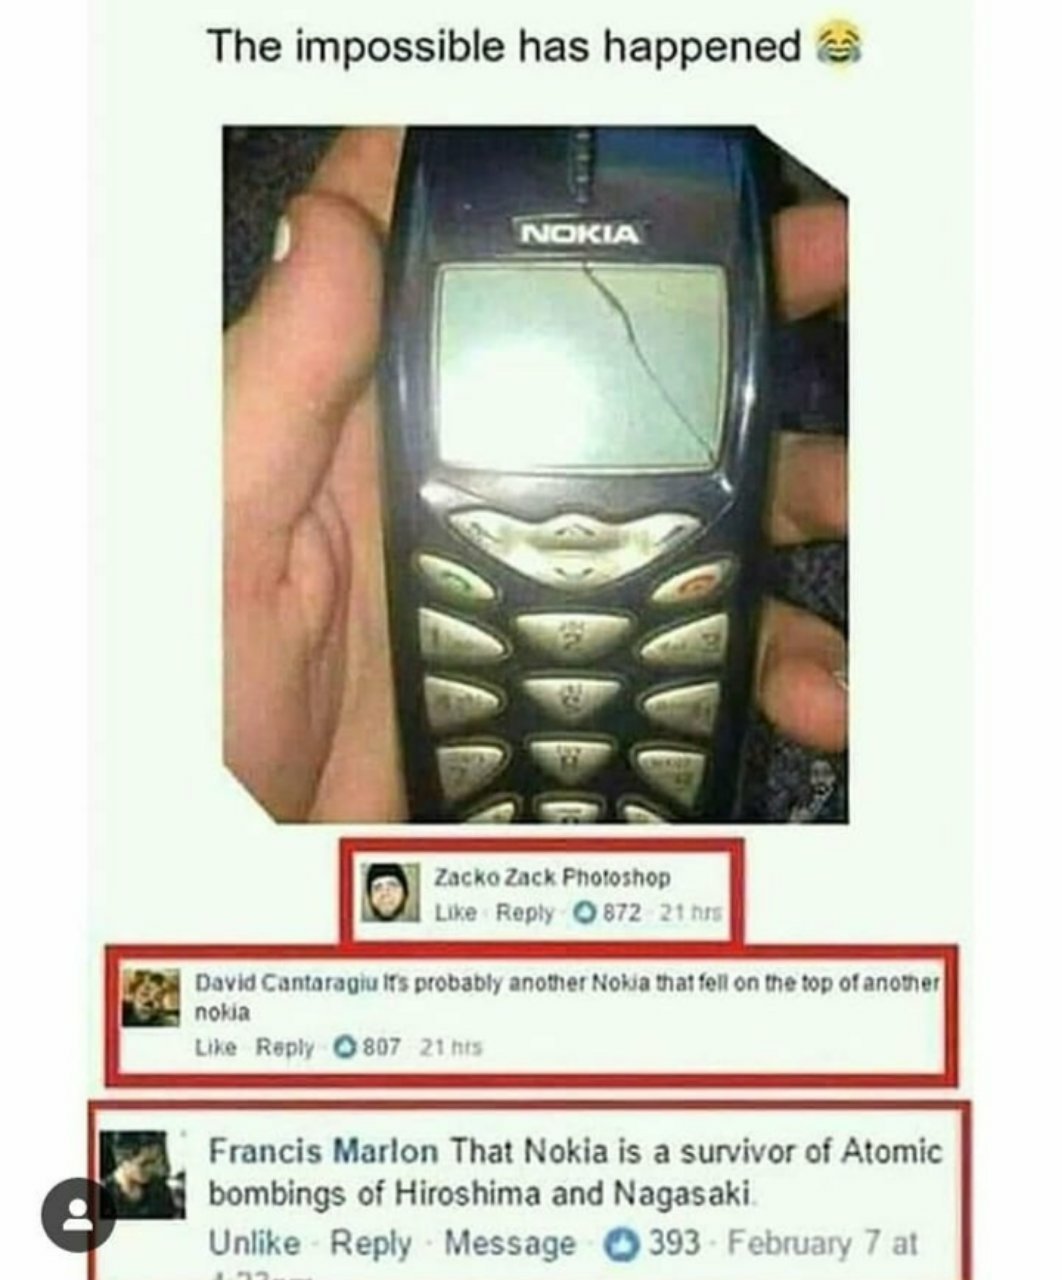 The impossible has happened 😂
NOKIA
Zacko Zack Photoshop
Like · Reply · 872 · 21 hrs
David Cantaragiu It's probably another Nokia that fell on the top of another
nokia
Like · Reply · 807 · 21 hrs
Francis Marlon That Nokia is a survivor of Atomic
bombings of Hiroshima and Nagasaki.
Unlike · Reply · Message · 393 · February 7 at